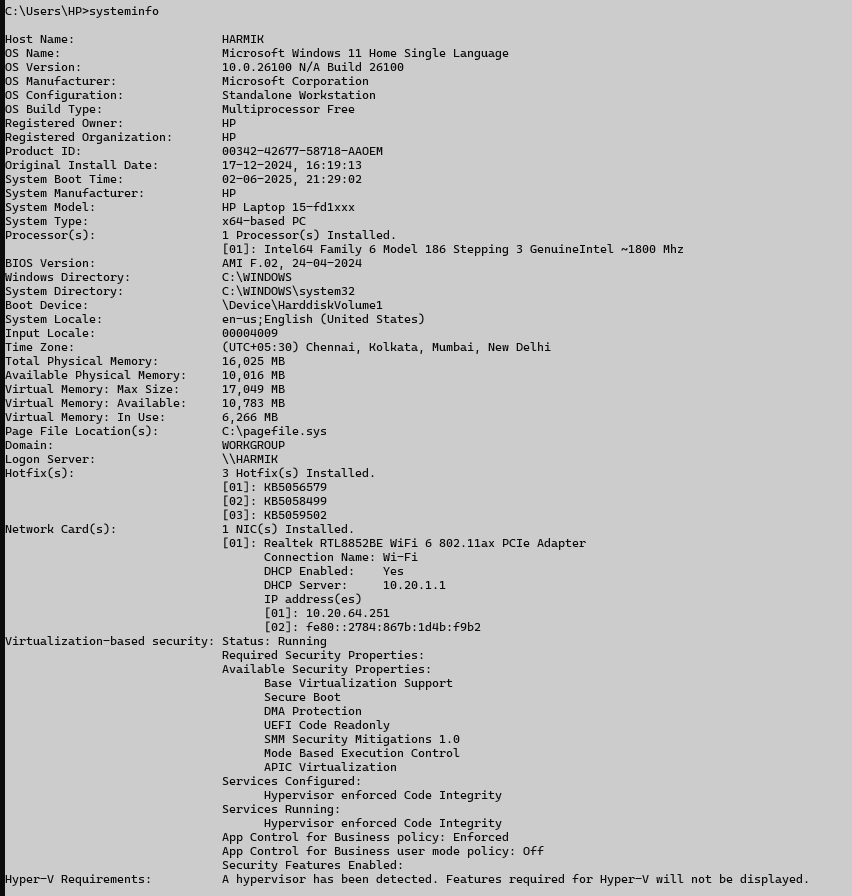 C:\Users\HP>systeminfo
Host Name: HARMIK
OS Name: Microsoft Windows 11 Home Single Language
OS Version: 10.0.26100 N/A Build 26100
OS Manufacturer: Microsoft Corporation
OS Configuration: Standalone Workstation
OS Build Type: Multiprocessor Free
Registered Owner: HP
Registered Organization: HP
Product ID: 00342-42677-58718-AAOEM
Original Install Date: 17-12-2024, 16:19:13
System Boot Time: 02-06-2025, 21:29:02
System Manufacturer: HP
System Model: HP Laptop 15-fd1xxx
System Type: x64-based PC
Processor(s): 1 Processor(s) Installed.
[01]: Intel64 Family 6 Model 186 Stepping 3 GenuineIntel ~1800 Mhz
BIOS Version: AMI F.02, 24-04-2024
Windows Directory: C:\WINDOWS
System Directory: C:\WINDOWS\system32
Boot Device: \Device\HarddiskVolume1
System Locale: en-us;English (United States)
Input Locale: 00004009
Time Zone: (UTC+05:30) Chennai, Kolkata, Mumbai, New Delhi
Total Physical Memory: 16,025 MB
Available Physical Memory: 10,016 MB
Virtual Memory: Max Size: 17,049 MB
Virtual Memory: Available: 10,783 MB
Virtual Memory: In Use: 6,266 MB
Page File Location(s): C:\pagefile.sys
Domain: WORKGROUP
Logon Server: \\HARMIK
Hotfix(s): 3 Hotfix(s) Installed.
[01]: KB5056579
[02]: KB5058499
[03]: KB5059502
Network Card(s): 1 NIC(s) Installed.
[01]: Realtek RTL8852BE WiFi 6 802.11ax PCIe Adapter
Connection Name: Wi-Fi
DHCP Enabled: Yes
DHCP Server: 10.20.1.1
IP address(es)
[01]: 10.20.64.251
[02]: fe80::2784:867b:1d4b:f9b2
Virtualization-based security: Status: Running
Required Security Properties:
Available Security Properties:
Base Virtualization Support
Secure Boot
DMA Protection
UEFI Code Readonly
SMM Security Mitigations 1.0
Mode Based Execution Control
APIC Virtualization
Services Configured:
Hypervisor enforced Code Integrity
Services Running:
Hypervisor enforced Code Integrity
App Control for Business policy: Enforced
App Control for Business user mode policy: Off
Security Features Enabled:
Hyper-V Requirements: A hypervisor has been detected. Features required for Hyper-V will not be displayed.